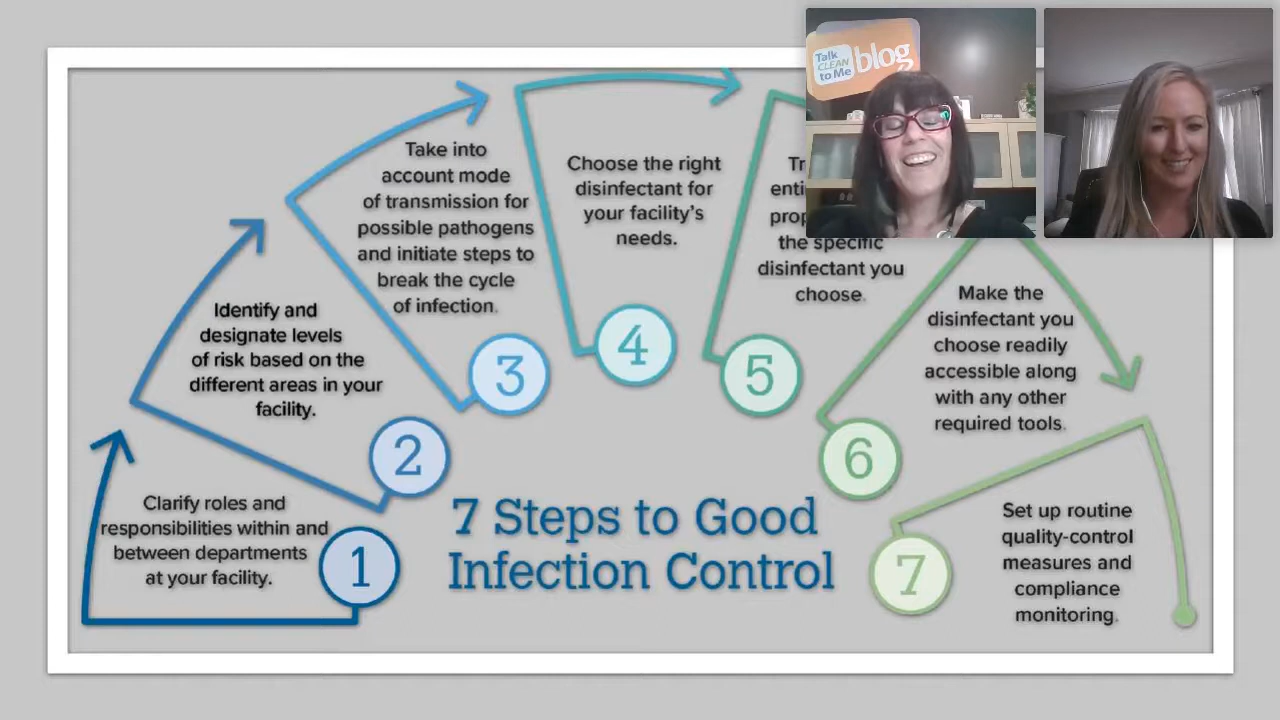 Talk
CLEAN
to Me
blog
Take into
account mode
of transmission for
possible pathogens
and initiate steps to
break the cycle
of infection.
Choose the right
disinfectant for
your facility's
needs.
the specific
disinfectant you
choose.
Identify and
designate levels
of risk based on the
different areas in your
facility.
Make the
disinfectant you
choose readily
accessible along
with any other
required tools.
Clarify roles and
responsibilities within and
between departments
at your facility.
Set up routine
quality-control
measures and
compliance
monitoring.
1
2
3
4
5
6
7
7 Steps to Good
Infection Control